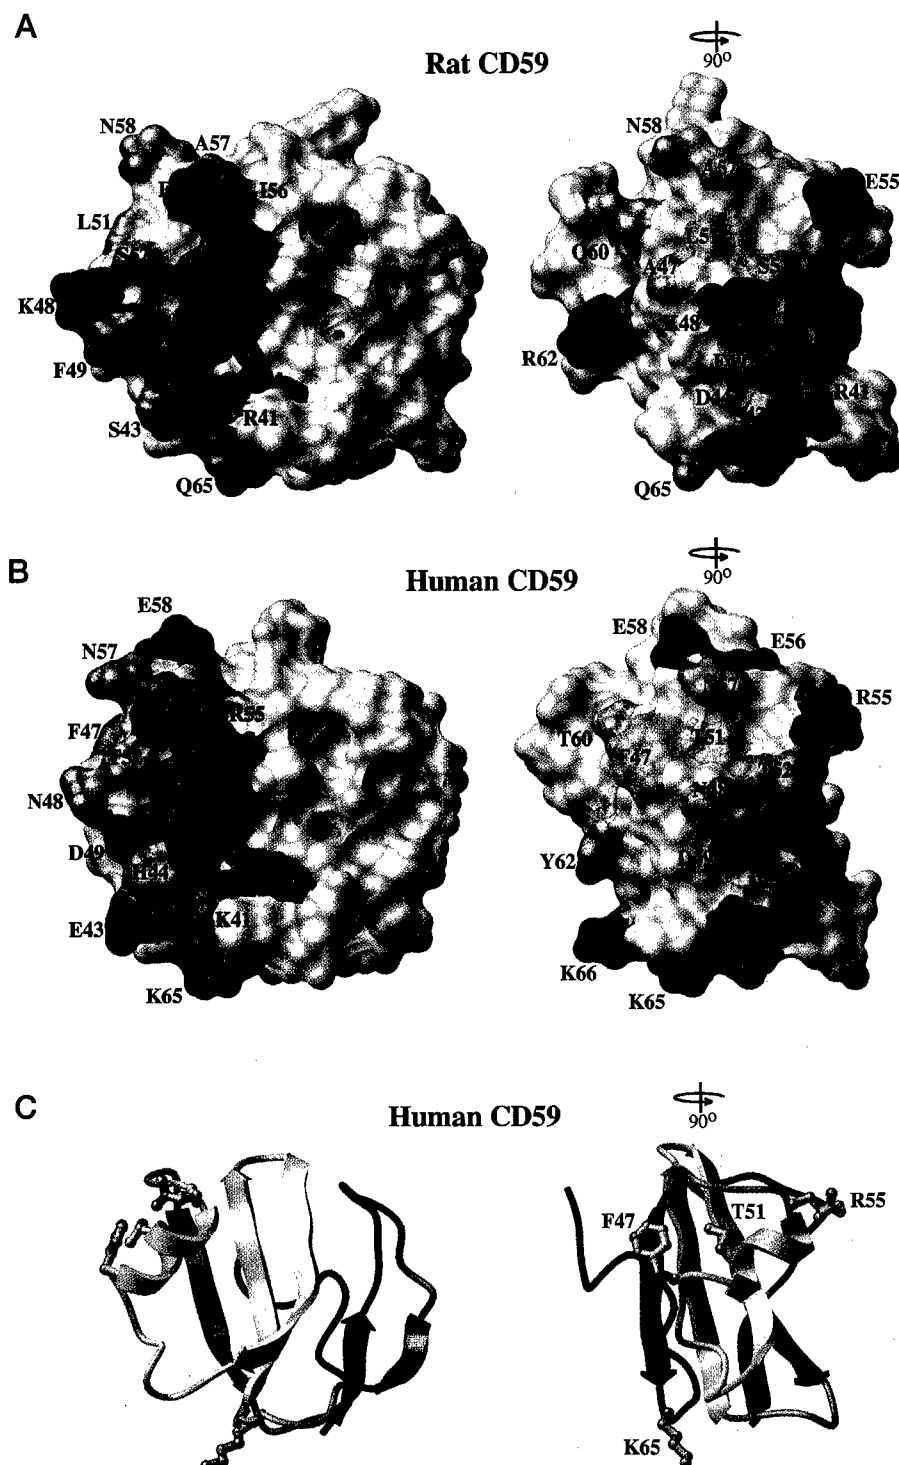 A
Rat CD59
90°
N58
A57
I56
L51
K48
F49
S43
R41
Q65
N58
E55
Q60
A47
R62
R41
Q65
B
Human CD59
90°
E58
N57
R55
F47
N48
D49
H44
E43
K41
K65
E58
E56
R55
T60
F47
T51
Y62
K66
K65
C
Human CD59
90°
F47
T51
R55
K65